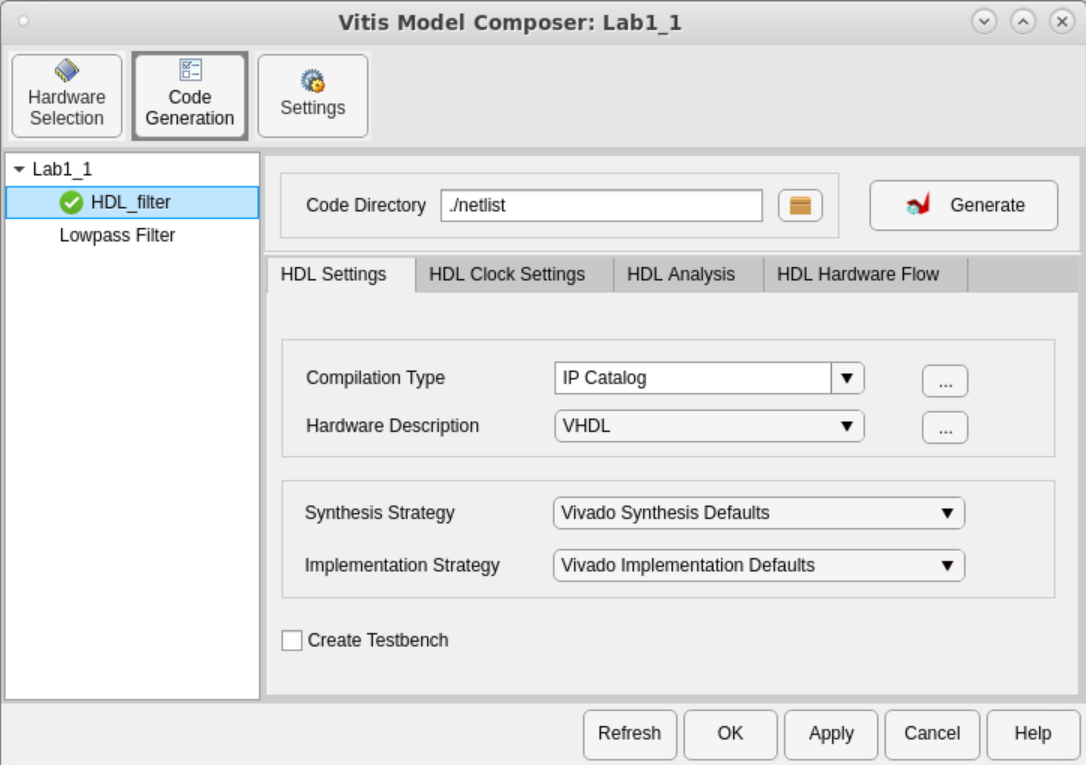 Vitis Model Composer: Lab1_1
Hardware
Selection
Code
Generation
Settings
Lab1_1
HDL_filter
Lowpass Filter
Code Directory ./netlist
Generate
HDL Settings HDL Clock Settings HDL Analysis HDL Hardware Flow
Compilation Type IP Catalog ...
Hardware Description VHDL ...
Synthesis Strategy Vivado Synthesis Defaults
Implementation Strategy Vivado Implementation Defaults
Create Testbench
Refresh OK Apply Cancel Help